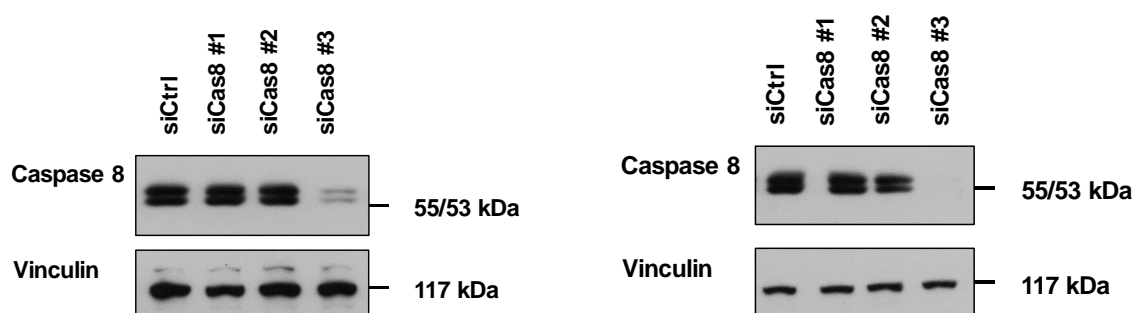 siCtrl
siCas8 #1
siCas8 #2
siCas8 #3
Caspase 8
55/53 kDa
Vinculin
117 kDa
siCtrl
siCas8 #1
siCas8 #2
siCas8 #3
Caspase 8
55/53 kDa
Vinculin
117 kDa